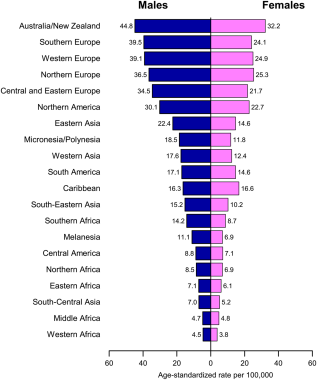 Males Females
Australia/New Zealand 44.8 32.2
Southern Europe 39.5 24.1
Western Europe 39.1 24.9
Northern Europe 36.5 25.3
Central and Eastern Europe 34.5 21.7
Northern America 30.1 22.7
Eastern Asia 22.4 14.6
Micronesia/Polynesia 18.5 11.8
Western Asia 17.6 12.4
South America 17.1 14.6
Caribbean 16.3 16.6
South-Eastern Asia 15.2 10.2
Southern Africa 14.2 8.7
Melanesia 11.1 6.9
Central America 8.8 7.1
Northern Africa 8.5 6.9
Eastern Africa 7.1 6.1
South-Central Asia 7.0 5.2
Middle Africa 4.7 4.8
Western Africa 4.5 3.8
60 40 20 0 20 40 60
Age-standardized rate per 100,000